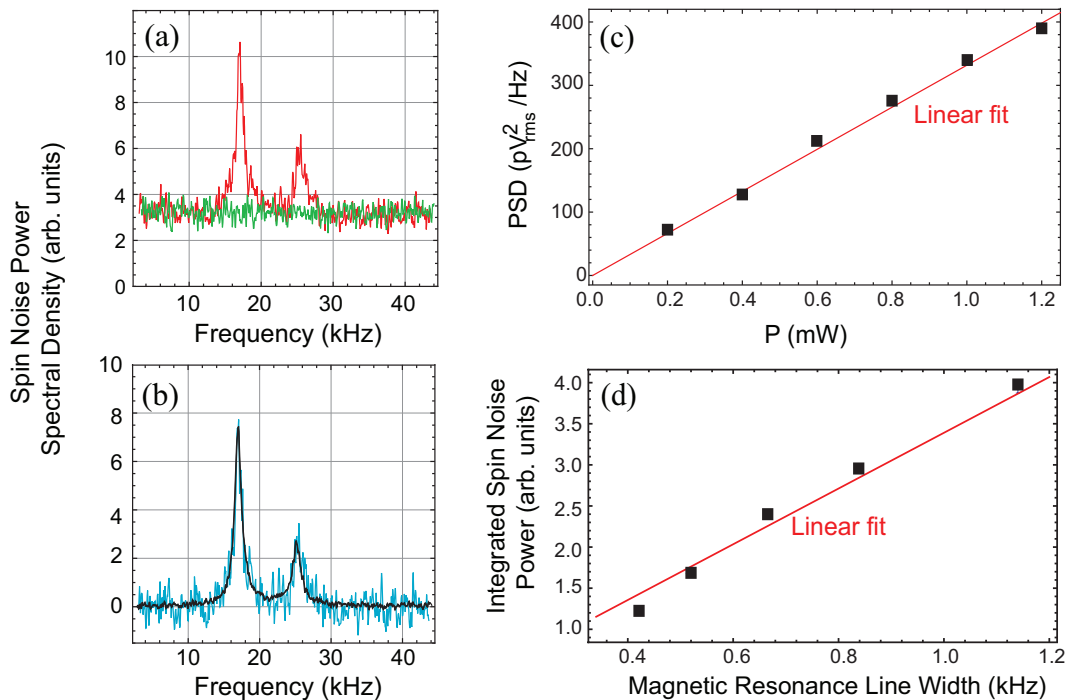 Spin Noise Power
Spectral Density (arb. units)
(a)
10
8
6
4
2
0
10 20 30 40
Frequency (kHz)
(b)
10
8
6
4
2
0
10 20 30 40
Frequency (kHz)
(c)
PSD (pV²rms /Hz)
400
300
200
100
0
Linear fit
0.0 0.2 0.4 0.6 0.8 1.0 1.2
P (mW)
(d)
Integrated Spin Noise
Power (arb. units)
4.0
3.5
3.0
2.5
2.0
1.5
1.0
Linear fit
0.4 0.6 0.8 1.0 1.2
Magnetic Resonance Line Width (kHz)